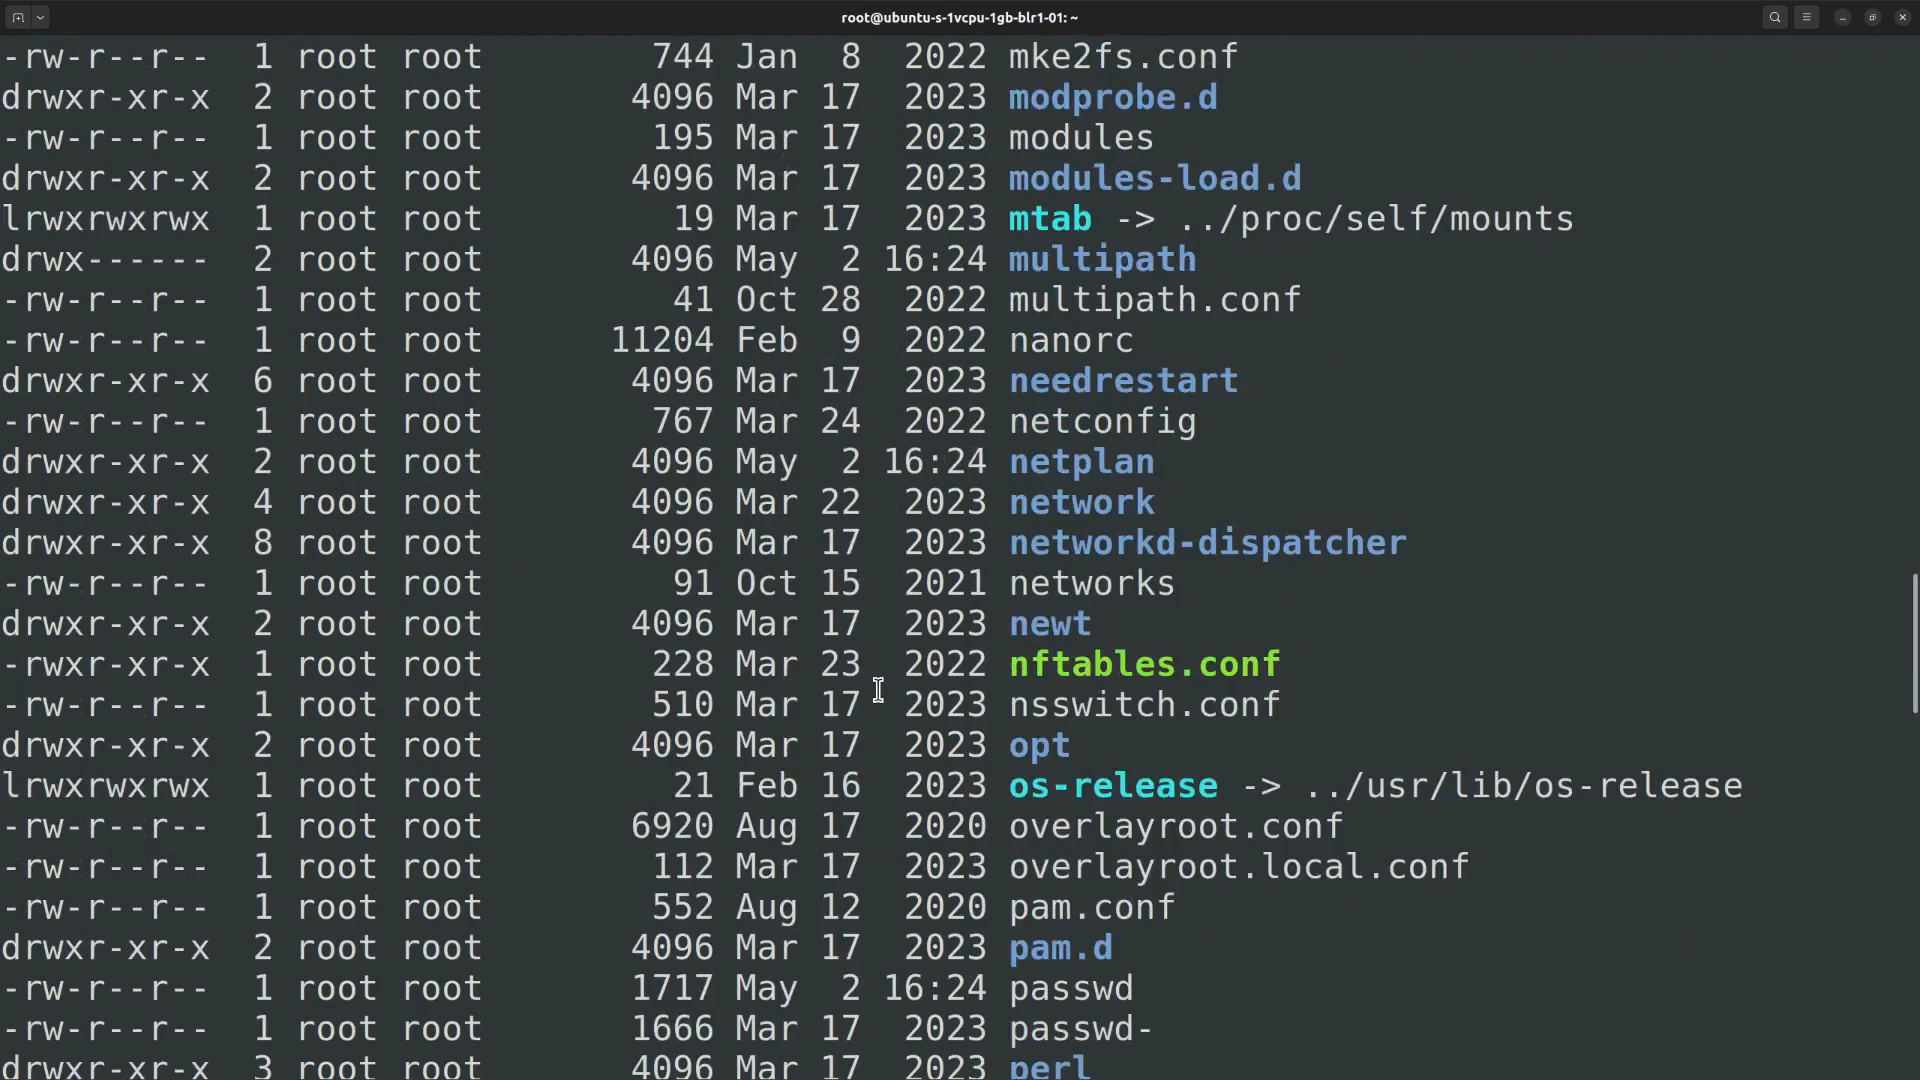 root@ubuntu-s-1vcpu-1gb-blr1-01: ~
-rw-r--r--  1 root root       744 Jan  8  2022 mke2fs.conf
drwxr-xr-x  2 root root      4096 Mar 17  2023 modprobe.d
-rw-r--r--  1 root root       195 Mar 17  2023 modules
drwxr-xr-x  2 root root      4096 Mar 17  2023 modules-load.d
lrwxrwxrwx  1 root root        19 Mar 17  2023 mtab -> ../proc/self/mounts
drwx------  2 root root      4096 May  2 16:24 multipath
-rw-r--r--  1 root root        41 Oct 28  2022 multipath.conf
-rw-r--r--  1 root root     11204 Feb  9  2022 nanorc
drwxr-xr-x  6 root root      4096 Mar 17  2023 needrestart
-rw-r--r--  1 root root       767 Mar 24  2022 netconfig
drwxr-xr-x  2 root root      4096 May  2 16:24 netplan
drwxr-xr-x  4 root root      4096 Mar 22  2023 network
drwxr-xr-x  8 root root      4096 Mar 17  2023 networkd-dispatcher
-rw-r--r--  1 root root        91 Oct 15  2021 networks
drwxr-xr-x  2 root root      4096 Mar 17  2023 newt
-rwxr-xr-x  1 root root       228 Mar 23  2022 nftables.conf
-rw-r--r--  1 root root       510 Mar 17  2023 nsswitch.conf
drwxr-xr-x  2 root root      4096 Mar 17  2023 opt
lrwxrwxrwx  1 root root        21 Feb 16  2023 os-release -> ../usr/lib/os-release
-rw-r--r--  1 root root      6920 Aug 17  2020 overlayroot.conf
-rw-r--r--  1 root root       112 Mar 17  2023 overlayroot.local.conf
-rw-r--r--  1 root root       552 Aug 12  2020 pam.conf
drwxr-xr-x  2 root root      4096 Mar 17  2023 pam.d
-rw-r--r--  1 root root      1717 May  2 16:24 passwd
-rw-r--r--  1 root root      1666 Mar 17  2023 passwd-
drwxr-xr-x  3 root root      4096 Mar 17  2023 perl